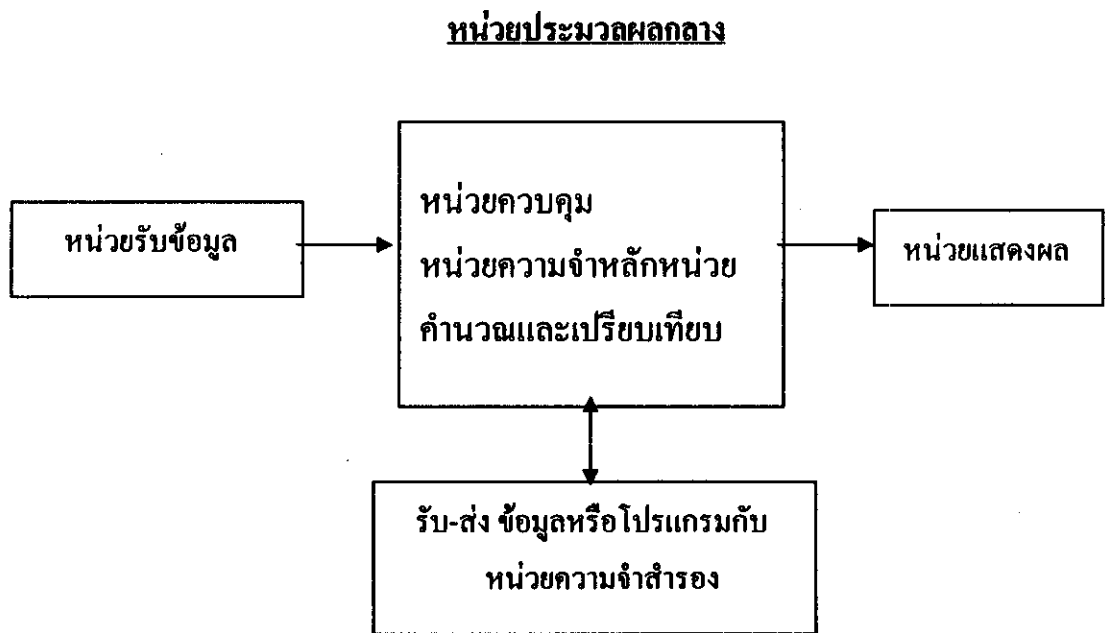 หน่วยประมวลผลกลาง
หน่วยรับข้อมูล
หน่วยควบคุม
หน่วยความจำหลักหน่วย
คำนวณและเปรียบเทียบ
หน่วยแสดงผล
รับ-ส่ง ข้อมูลหรือโปรแกรมกับ
หน่วยความจำสำรอง